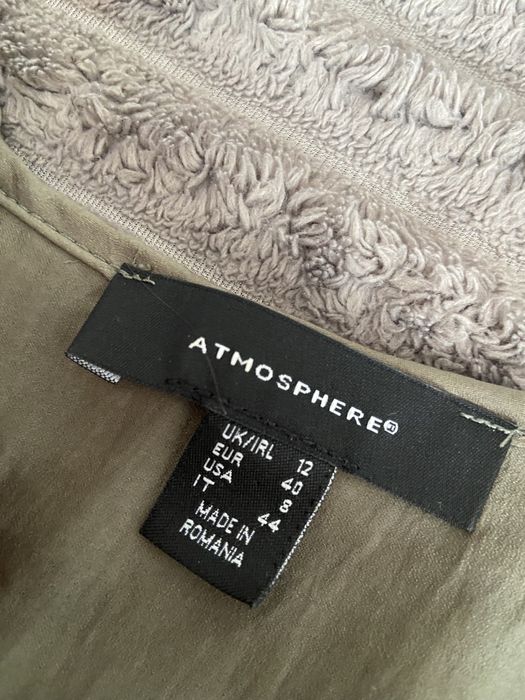 ATMOSPHERE®
UK/IRL 12
EUR 40
USA 8
IT 44
MADE IN
ROMANIA